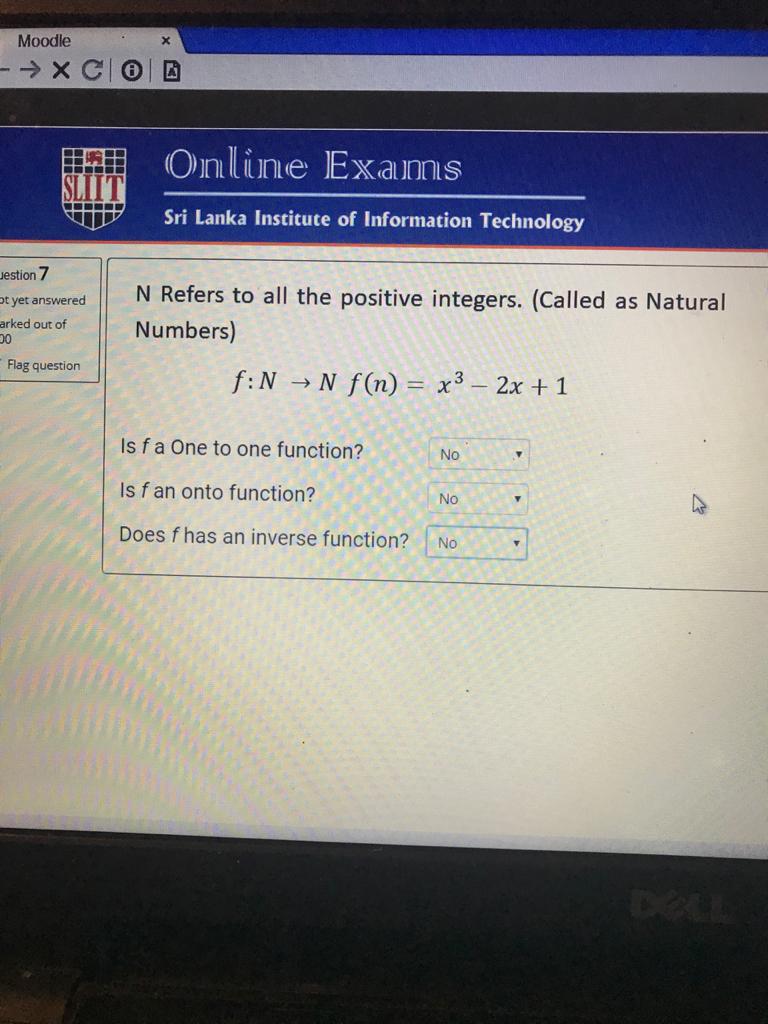 Moodle ×
SLIIT
Online Exams
Sri Lanka Institute of Information Technology
uestion 7
ot yet answered
arked out of
00
Flag question
N Refers to all the positive integers. (Called as Natural
Numbers)
f: N → N f(n) = x³ − 2x + 1
Is f a One to one function? No
Is f an onto function? No
Does f has an inverse function? No
DELL